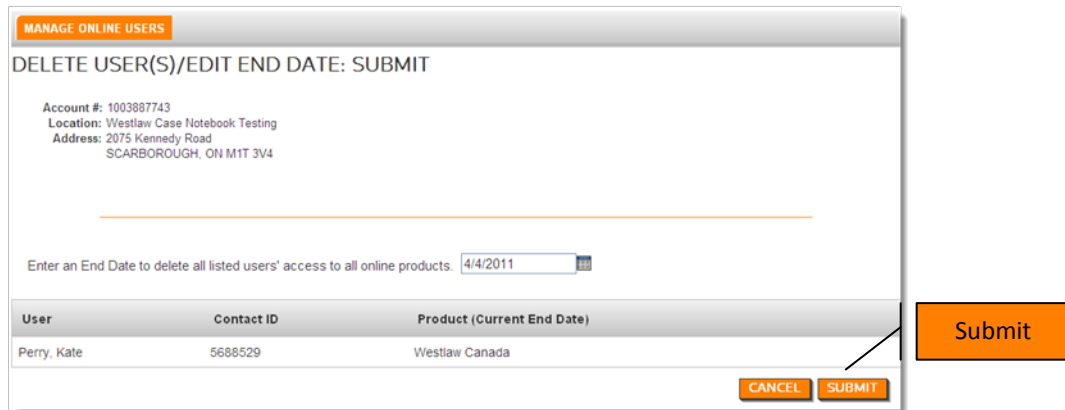 MANAGE ONLINE USERS
DELETE USER(S)/EDIT END DATE: SUBMIT
Account #: 1003887743
Location: Westlaw Case Notebook Testing
Address: 2075 Kennedy Road
SCARBOROUGH, ON M1T 3V4
Enter an End Date to delete all listed users' access to all online products. 4/4/2011
User Contact ID Product (Current End Date)
Perry, Kate 5688529 Westlaw Canada
Submit
CANCEL SUBMIT